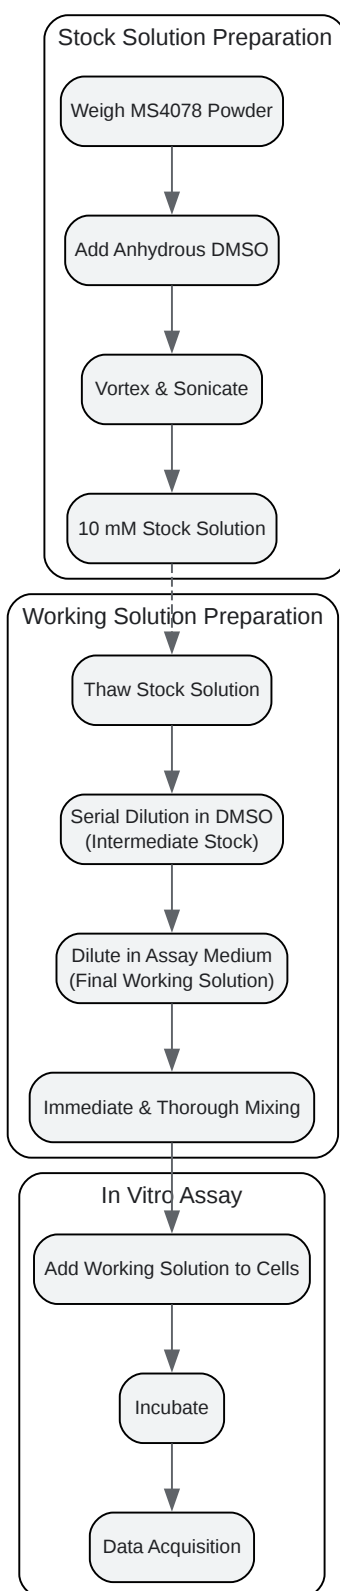 Stock Solution Preparation
Weigh MS4078 Powder
Add Anhydrous DMSO
Vortex & Sonicate
10 mM Stock Solution
Working Solution Preparation
Thaw Stock Solution
Serial Dilution in DMSO
(Intermediate Stock)
Dilute in Assay Medium
(Final Working Solution)
Immediate & Thorough Mixing
In Vitro Assay
Add Working Solution to Cells
Incubate
Data Acquisition